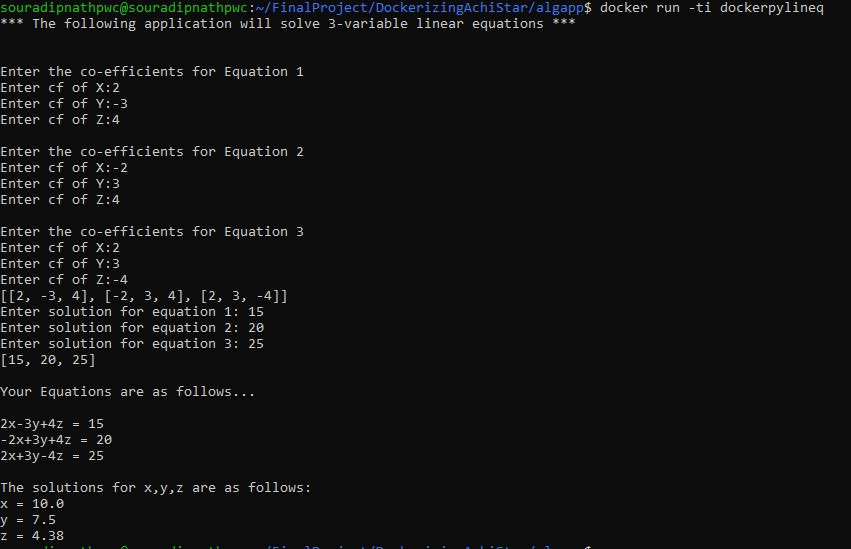 souradipnathpwc@souradipnathpwc:~/FinalProject/DockerizingAchiStar/algapp$ docker run -ti dockerpylineq
*** The following application will solve 3-variable linear equations ***
Enter the co-efficients for Equation 1
Enter cf of X:2
Enter cf of Y:-3
Enter cf of Z:4
Enter the co-efficients for Equation 2
Enter cf of X:-2
Enter cf of Y:3
Enter cf of Z:4
Enter the co-efficients for Equation 3
Enter cf of X:2
Enter cf of Y:3
Enter cf of Z:-4
[[2, -3, 4], [-2, 3, 4], [2, 3, -4]]
Enter solution for equation 1: 15
Enter solution for equation 2: 20
Enter solution for equation 3: 25
[15, 20, 25]
Your Equations are as follows...
2x-3y+4z = 15
-2x+3y+4z = 20
2x+3y-4z = 25
The solutions for x,y,z are as follows:
x = 10.0
y = 7.5
z = 4.38